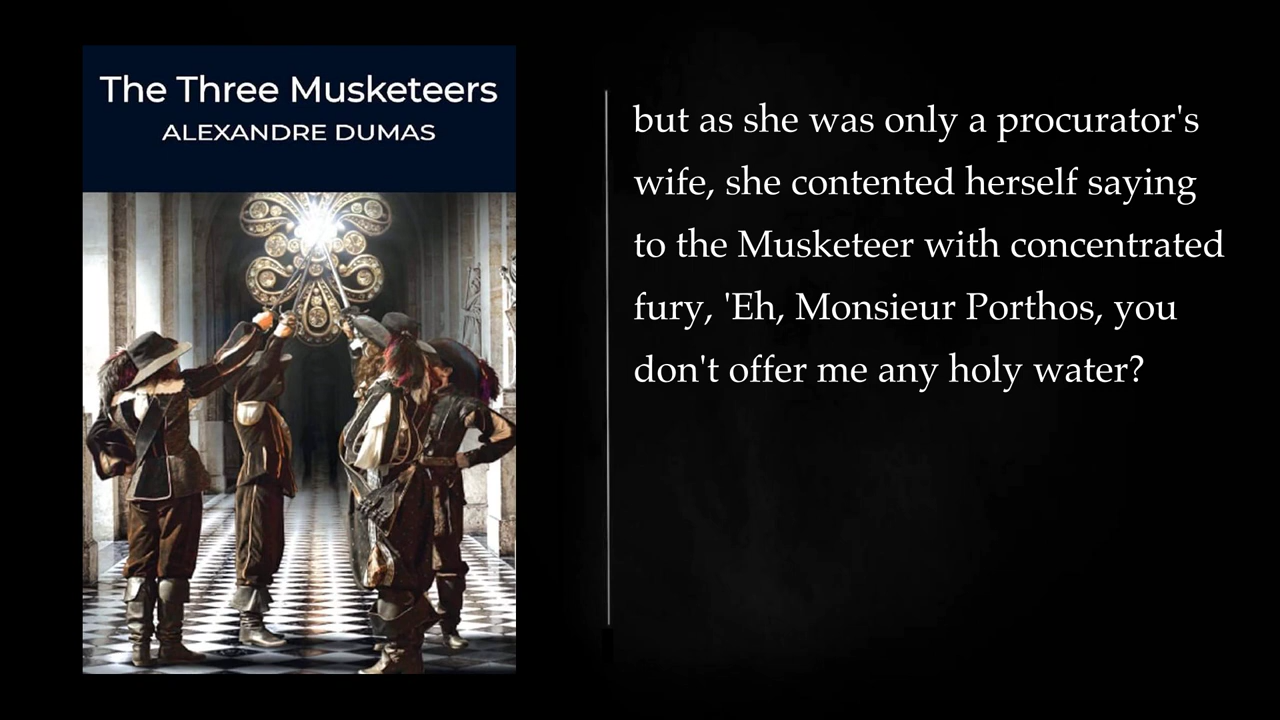 The Three Musketeers
ALEXANDRE DUMAS
but as she was only a procurator's
wife, she contented herself saying
to the Musketeer with concentrated
fury, 'Eh, Monsieur Porthos, you
don't offer me any holy water?